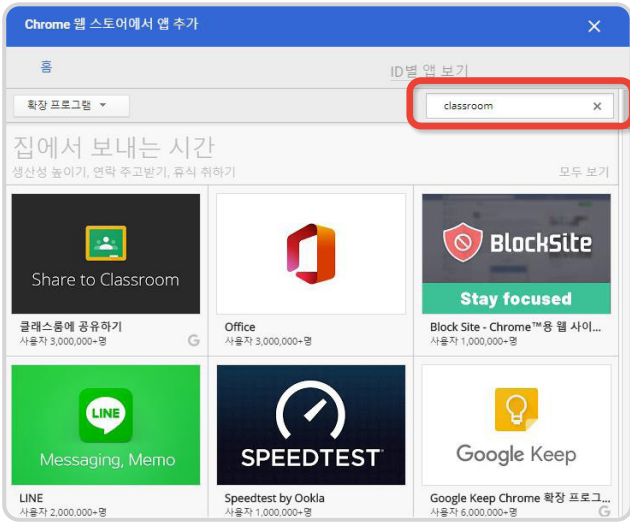 Chrome 웹 스토어에서 앱 추가
홈
ID별 앱 보기
확장 프로그램
classroom
집에서 보내는 시간
생산성 높이기, 연락 주고받기, 휴식 취하기
모두 보기
Share to Classroom
BlockSite
Stay focused
클래스룸에 공유하기
사용자 3,000,000+명
G
Office
사용자 3,000,000+명
Block Site - Chrome™용 웹 사이...
사용자 1,000,000+명
LINE
Messaging, Memo
SPEEDTEST
Google Keep
LINE
사용자 2,000,000+명
Speedtest by Ookla
사용자 1,000,000+명
Google Keep Chrome 확장 프로그...
사용자 6,000,000+명
G